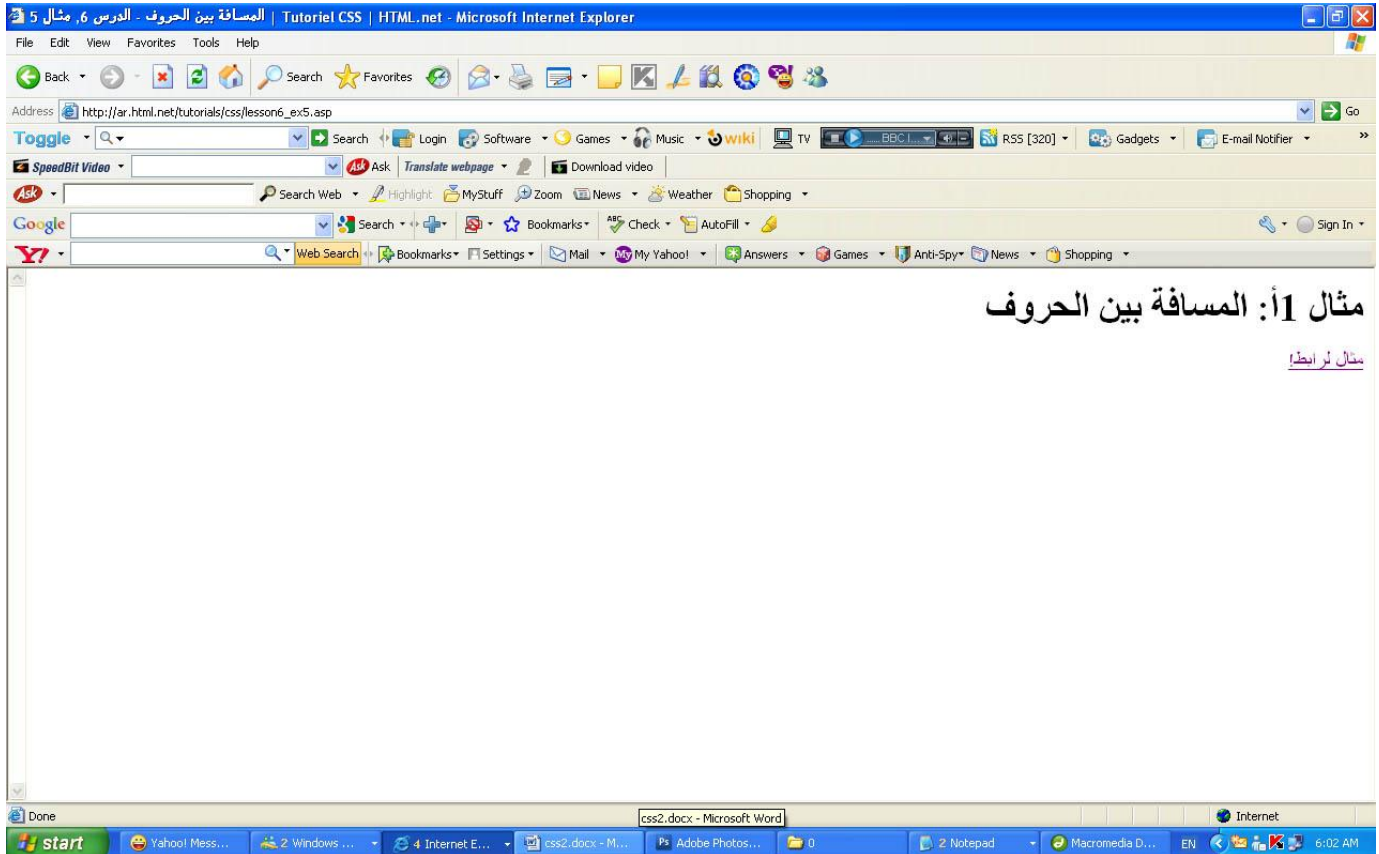 المسافة بين الحروف - الدرس 6, مثال 5 | Tutoriel CSS | HTML.net - Microsoft Internet Explorer
File Edit View Favorites Tools Help
Back Search Favorites
Address http://ar.html.net/tutorials/css/lesson6_ex5.asp Go
Toggle Search Login Software Games Music wiki TV BBC RSS [320] Gadgets E-mail Notifier »
SpeedBit Video Ask Translate webpage Download video
Ask Search Web Highlight MyStuff Zoom News Weather Shopping
Google Search Bookmarks ABC Check AutoFill Sign In
Y! Web Search Bookmarks Settings Mail My My Yahoo! Answers Games Anti-Spy News Shopping
مثال 1أ: المسافة بين الحروف
مثال لرابط!
Done Internet
css2.docx - Microsoft Word
start Yahoo! Mess... 2 Windows ... 4 Internet E... css2.docx - M... Ps Adobe Photos... 0 2 Notepad Macromedia D... EN 6:02 AM